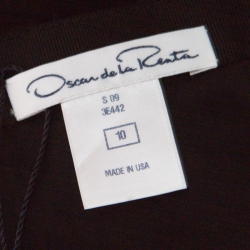 Oscar de la Renta
S 09
3E442
10
MADE IN USA